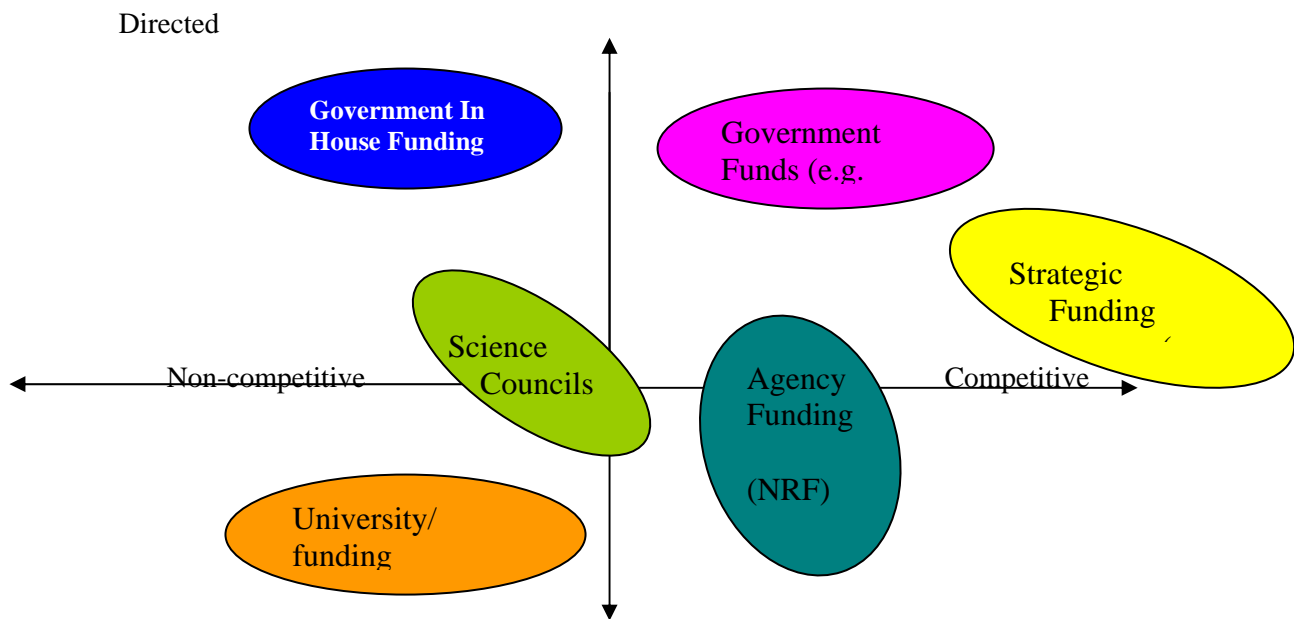 Directed
Government In
House Funding
Government
Funds (e.g.
Strategic
Funding
Science
Councils
Non-competitive
Agency
Funding
(NRF)
Competitive
University/
funding